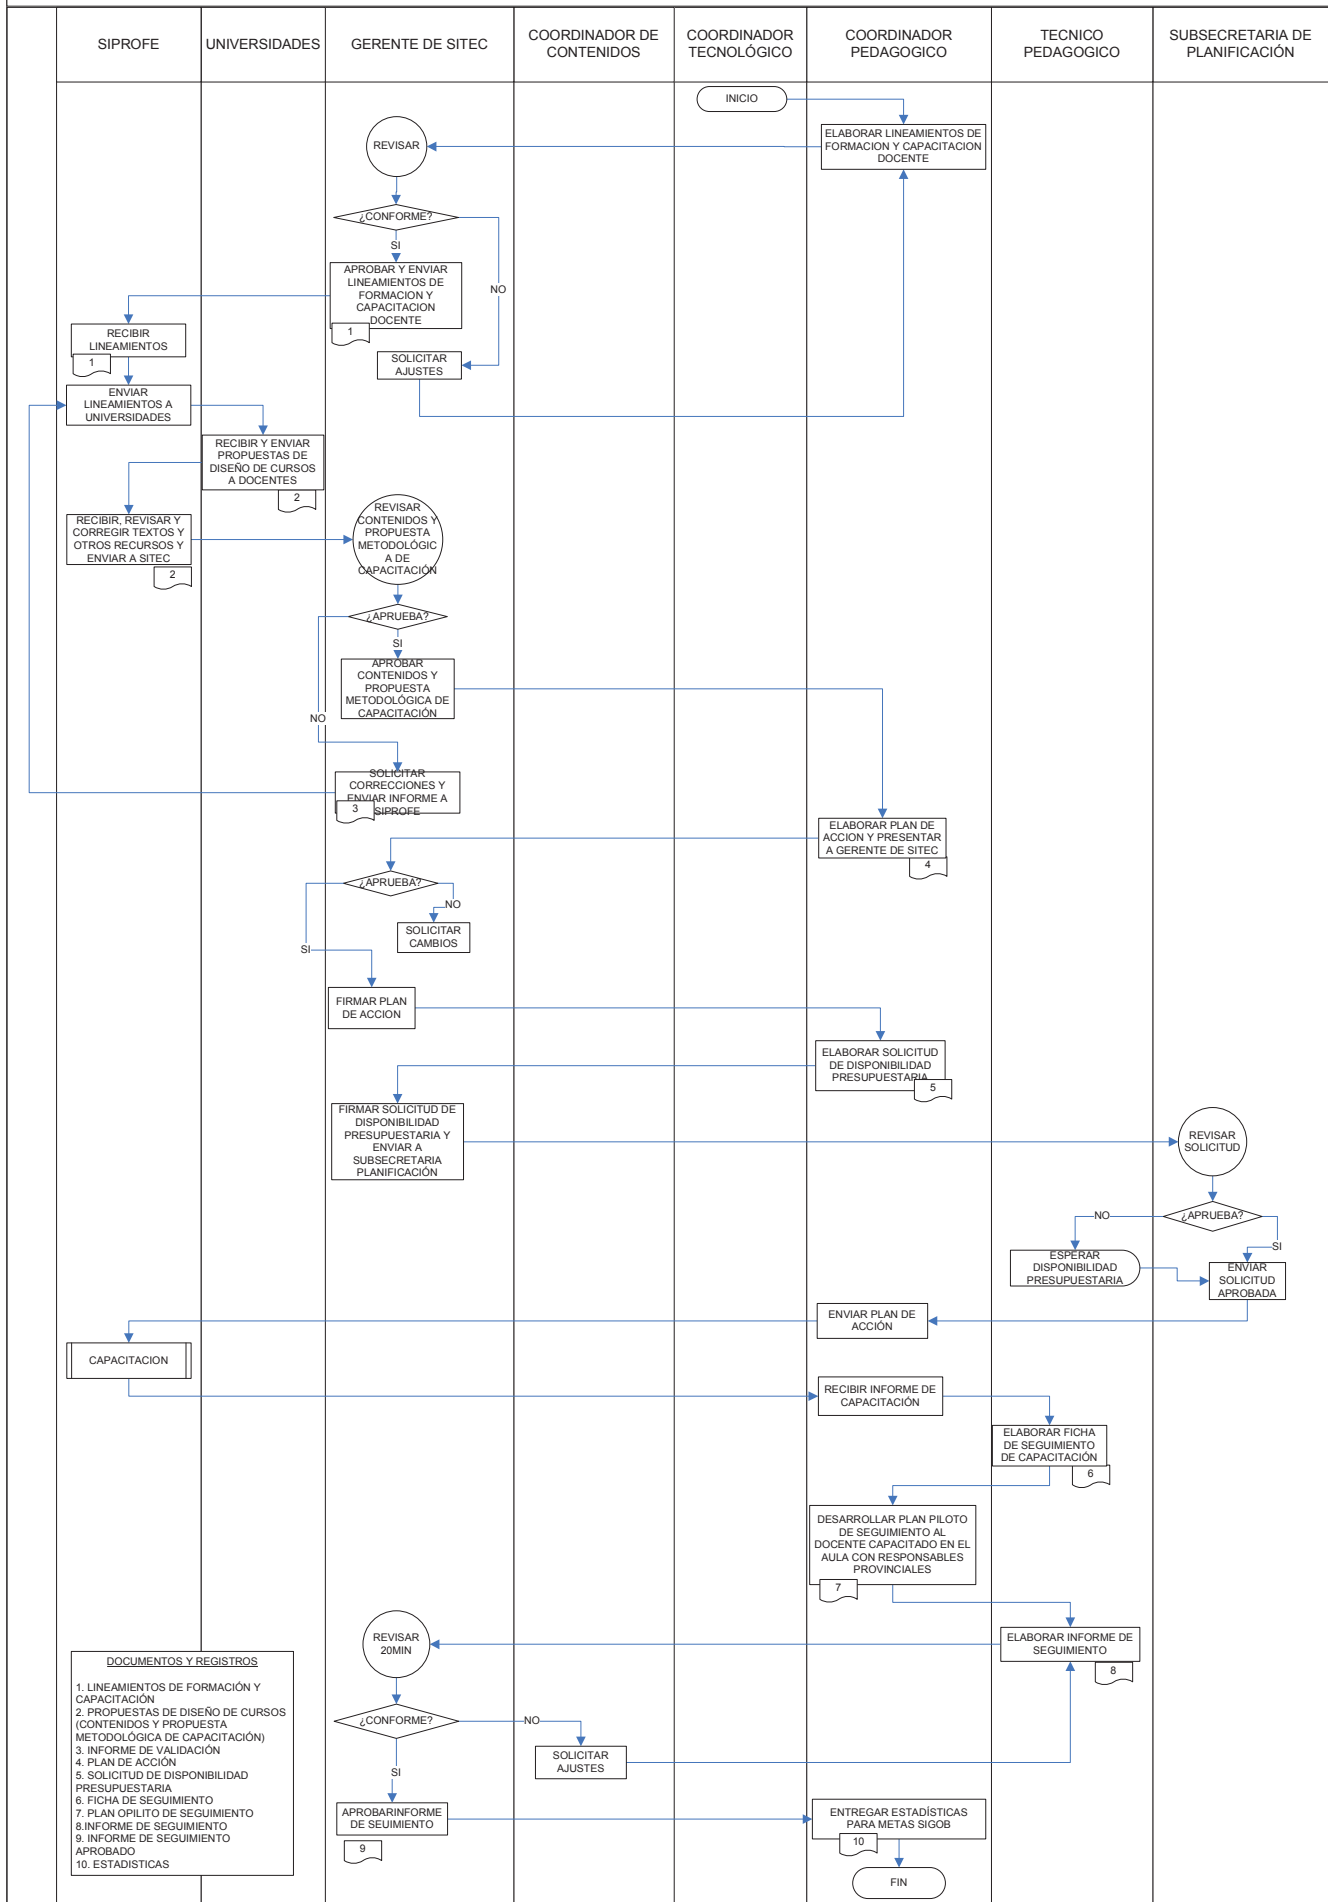 SIPROFE
UNIVERSIDADES
GERENTE DE SITEC
COORDINADOR DE
CONTENIDOS
COORDINADOR
TECNOLÓGICO
COORDINADOR
PEDAGOGICO
TECNICO
PEDAGOGICO
SUBSECRETARIA DE
PLANIFICACIÓN
INICIO
ELABORAR LINEAMIENTOS DE
FORMACION Y CAPACITACION
DOCENTE
REVISAR
¿CONFORME?
SI
NO
APROBAR Y ENVIAR
LINEAMIENTOS DE
FORMACION Y
CAPACITACION
DOCENTE
1
RECIBIR
LINEAMIENTOS
1
SOLICITAR
AJUSTES
ENVIAR
LINEAMIENTOS A
UNIVERSIDADES
RECIBIR Y ENVIAR
PROPUESTAS DE
DISEÑO DE CURSOS
A DOCENTES
2
RECIBIR, REVISAR Y
CORREGIR TEXTOS Y
OTROS RECURSOS Y
ENVIAR A SITEC
2
REVISAR
CONTENIDOS Y
PROPUESTA
METODOLÓGIC
A DE
CAPACITACIÓN
¿APRUEBA?
SI
APROBAR
CONTENIDOS Y
PROPUESTA
METODOLÓGICA DE
CAPACITACIÓN
NO
SOLICITAR
CORRECCIONES Y
ENVIAR INFORME A
SIPROFE
3
ELABORAR PLAN DE
ACCION Y PRESENTAR
A GERENTE DE SITEC
4
¿APRUEBA?
NO
SOLICITAR
CAMBIOS
SI
FIRMAR PLAN
DE ACCION
ELABORAR SOLICITUD
DE DISPONIBILIDAD
PRESUPUESTARIA
5
FIRMAR SOLICITUD DE
DISPONIBILIDAD
PRESUPUESTARIA Y
ENVIAR A
SUBSECRETARIA
PLANIFICACIÓN
REVISAR
SOLICITUD
¿APRUEBA?
NO
SI
ESPERAR
DISPONIBILIDAD
PRESUPUESTARIA
ENVIAR
SOLICITUD
APROBADA
ENVIAR PLAN DE
ACCIÓN
CAPACITACION
RECIBIR INFORME DE
CAPACITACIÓN
ELABORAR FICHA
DE SEGUIMIENTO
DE CAPACITACIÓN
6
DESARROLLAR PLAN PILOTO
DE SEGUIMIENTO AL
DOCENTE CAPACITADO EN EL
AULA CON RESPONSABLES
PROVINCIALES
7
REVISAR
20MIN
ELABORAR INFORME DE
SEGUIMIENTO
8
¿CONFORME?
NO
SOLICITAR
AJUSTES
SI
APROBARINFORME
DE SEUIMIENTO
9
ENTREGAR ESTADÍSTICAS
PARA METAS SIGOB
10
FIN
DOCUMENTOS Y REGISTROS
1. LINEAMIENTOS DE FORMACIÓN Y
CAPACITACIÓN
2. PROPUESTAS DE DISEÑO DE CURSOS
(CONTENIDOS Y PROPUESTA
METODOLÓGICA DE CAPACITACIÓN)
3. INFORME DE VALIDACIÓN
4. PLAN DE ACCIÓN
5. SOLICITUD DE DISPONIBILIDAD
PRESUPUESTARIA
6. FICHA DE SEGUIMIENTO
7. PLAN OPILITO DE SEGUIMIENTO
8.INFORME DE SEGUIMIENTO
9. INFORME DE SEGUIMIENTO
APROBADO
10. ESTADISTICAS